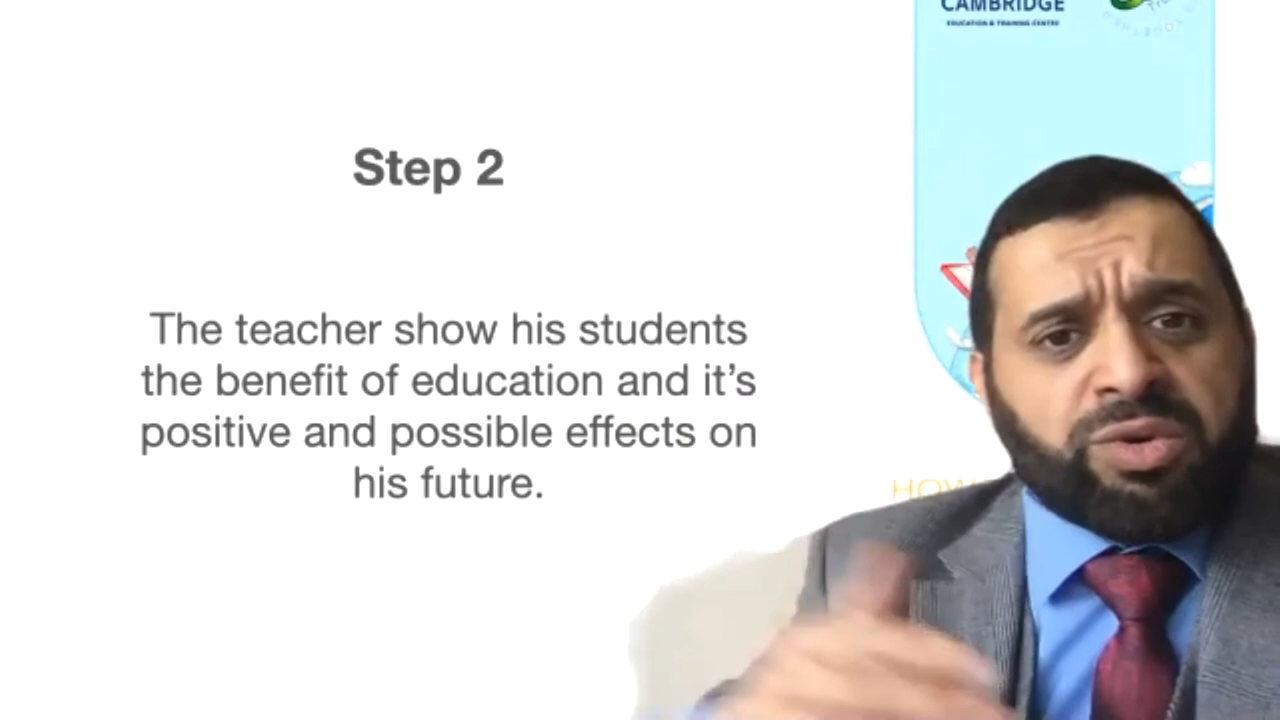 CAMBRIDGE
EDUCATION & TRAINING CENTRE
Step 2
The teacher show his students
the benefit of education and it’s
positive and possible effects on
his future.
HOW